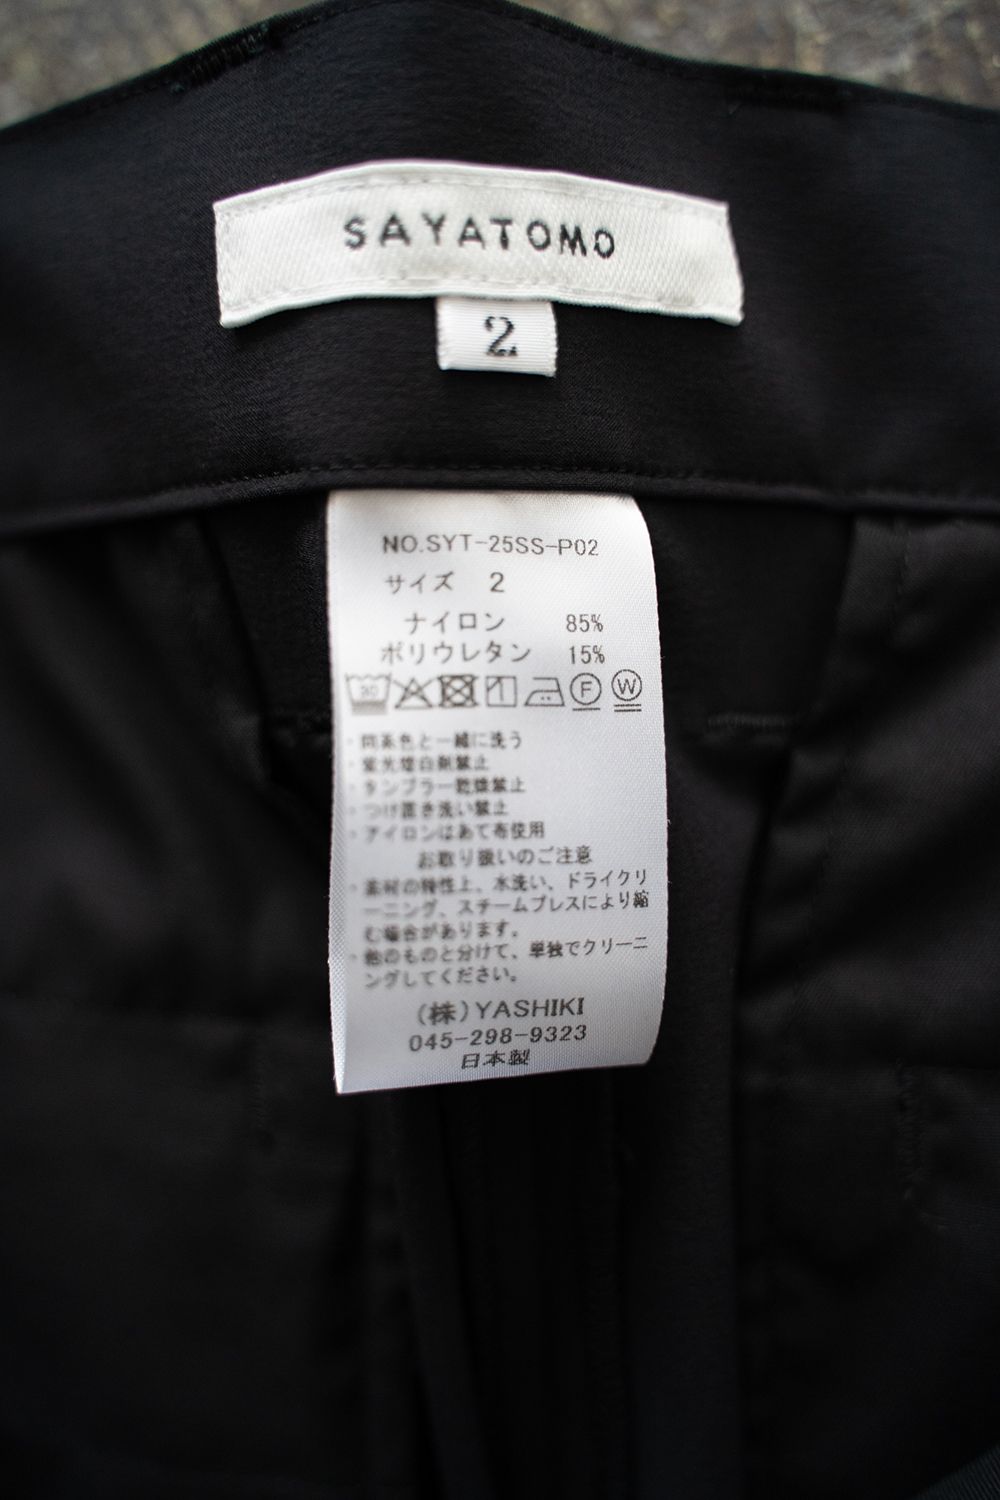 SAYATOMO
2
NO.SYT-25SS-P02
サイズ 2
ナイロン 85%
ポリウレタン 15%
30 F W
・同系色と一緒に洗う
・蛍光増白剤禁止
・タンブラー乾燥禁止
・つけ置き洗い禁止
・アイロンはあて布使用
お取り扱いのご注意
・素材の特性上、水洗い、ドライクリ
ーニング、スチームプレスにより縮
む場合があります。
・他のものと分けて、単独でクリーニ
ングしてください。
(株)YASHIKI
045-298-9323
日本製